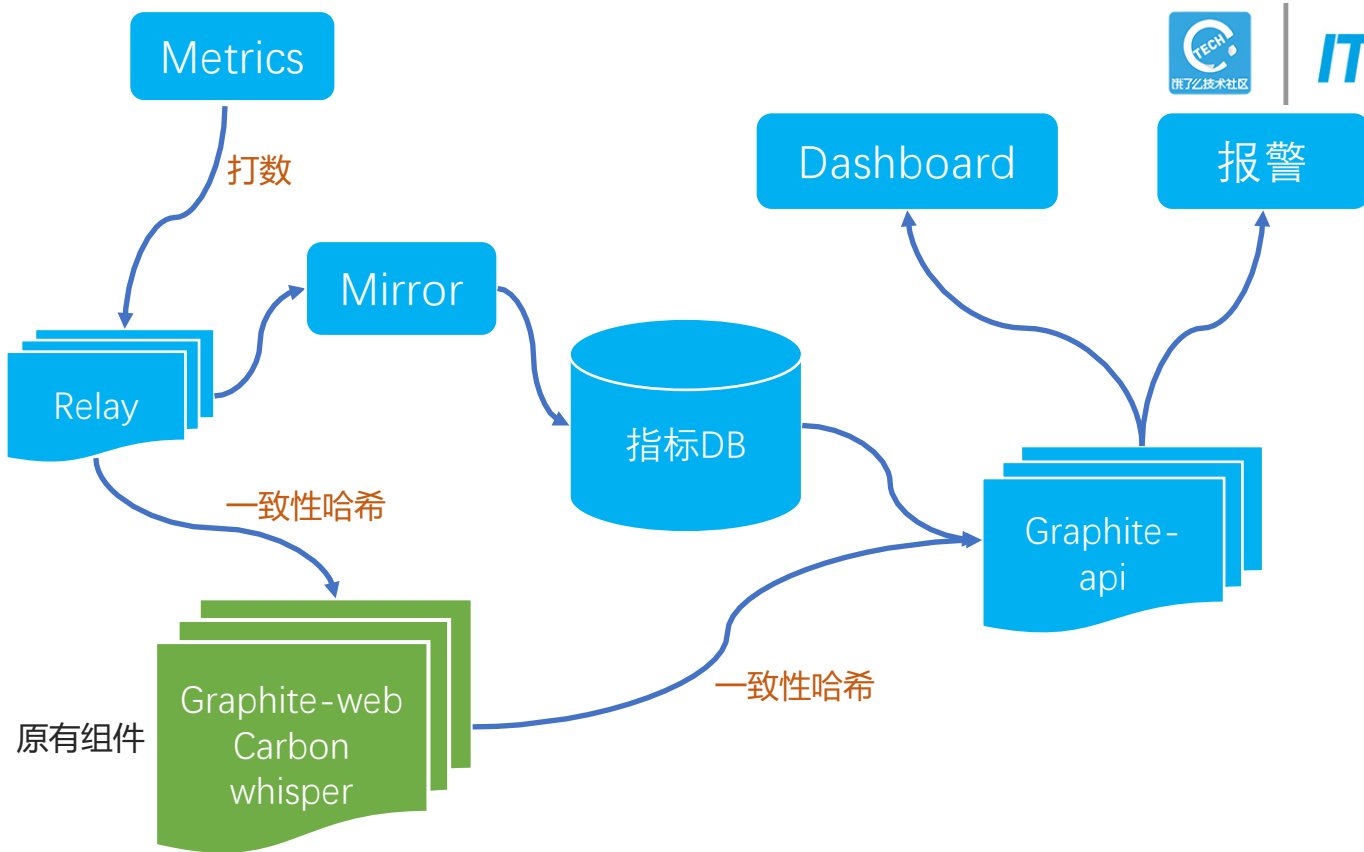 Metrics
TECH
饿了么技术社区
IT
打数
Dashboard
报警
Mirror
Relay
指标DB
一致性哈希
Graphite-
api
一致性哈希
Graphite-web
Carbon
whisper
原有组件